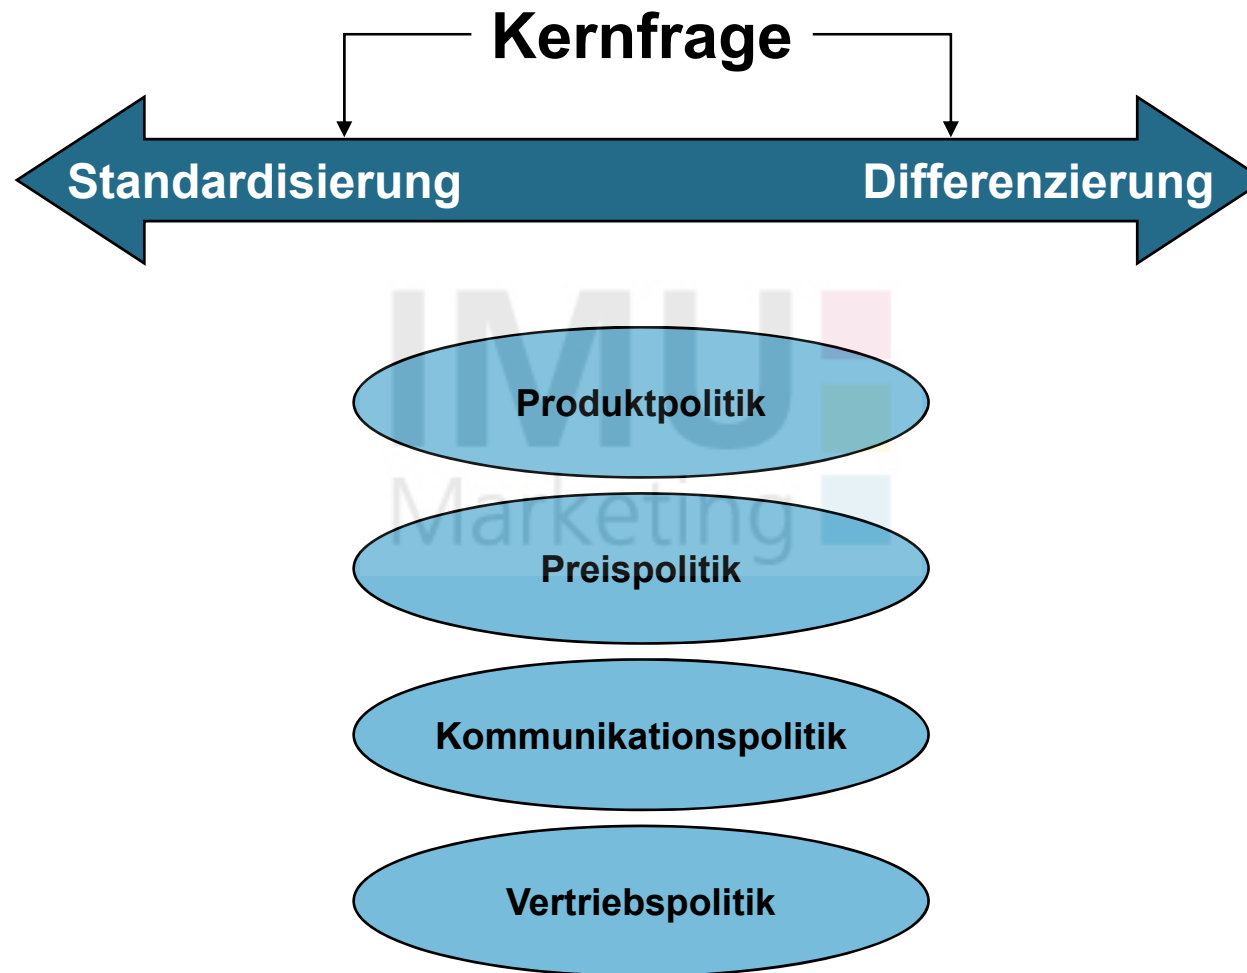 Kernfrage
Standardisierung
Differenzierung
IMU
Produktpolitik
Marketing
Preispolitik
Kommunikationspolitik
Vertriebspolitik